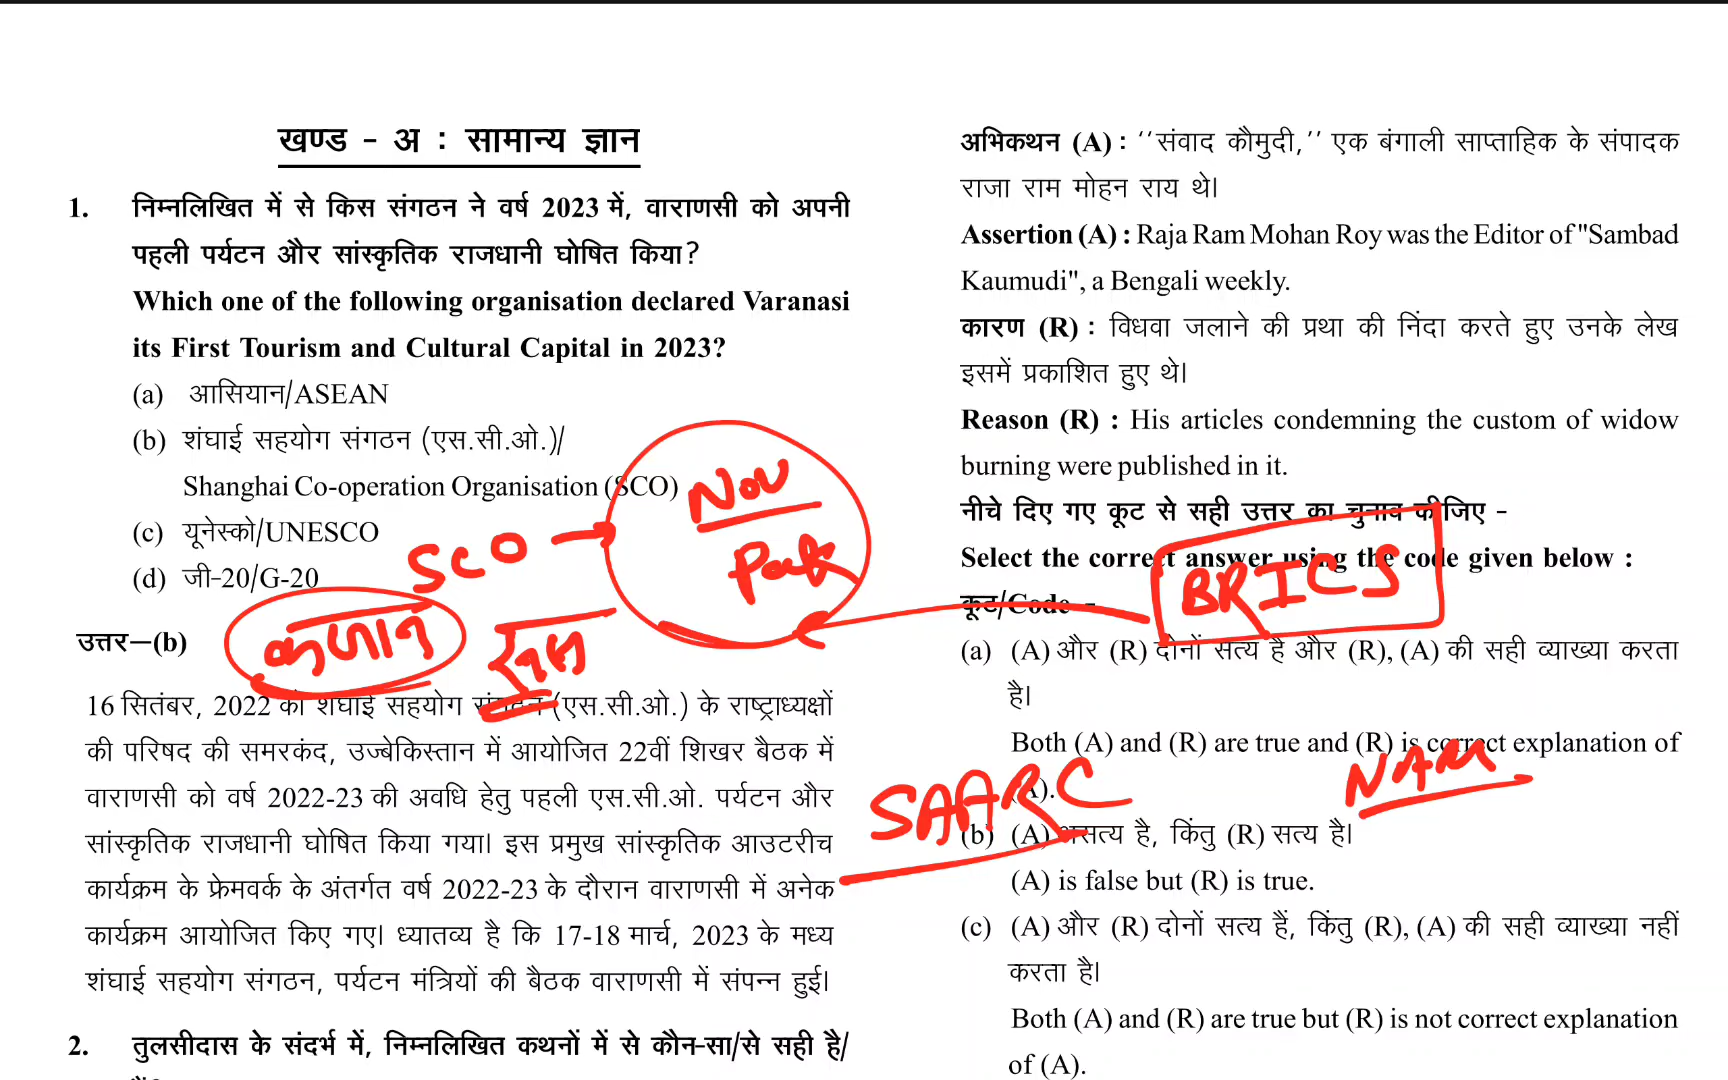 खण्ड - अ : सामान्य ज्ञान
1. निम्नलिखित में से किस संगठन ने वर्ष 2023 में, वाराणसी को अपनी
पहली पर्यटन और सांस्कृतिक राजधानी घोषित किया?
Which one of the following organisation declared Varanasi
its First Tourism and Cultural Capital in 2023?
(a) आसियान/ASEAN
(b) शंघाई सहयोग संगठन (एस.सी.ओ.)/
Shanghai Co-operation Organisation (SCO)
(c) यूनेस्को/UNESCO
(d) जी-20/G-20
उत्तर—(b)
16 सितंबर, 2022 को शंघाई सहयोग संगठन (एस.सी.ओ.) के राष्ट्राध्यक्षों
की परिषद की समरकंद, उज्बेकिस्तान में आयोजित 22वीं शिखर बैठक में
वाराणसी को वर्ष 2022-23 की अवधि हेतु पहली एस.सी.ओ. पर्यटन और
सांस्कृतिक राजधानी घोषित किया गया। इस प्रमुख सांस्कृतिक आउटरीच
कार्यक्रम के फ्रेमवर्क के अंतर्गत वर्ष 2022-23 के दौरान वाराणसी में अनेक
कार्यक्रम आयोजित किए गए। ध्यातव्य है कि 17-18 मार्च, 2023 के मध्य
शंघाई सहयोग संगठन, पर्यटन मंत्रियों की बैठक वाराणसी में संपन्न हुई।
2. तुलसीदास के संदर्भ में, निम्नलिखित कथनों में से कौन-सा/से सही है/
SCO
Nov
Pak
कजान
रूस
अभिकथन (A) : ''संवाद कौमुदी,'' एक बंगाली साप्ताहिक के संपादक
राजा राम मोहन राय थे।
Assertion (A) : Raja Ram Mohan Roy was the Editor of "Sambad
Kaumudi", a Bengali weekly.
कारण (R) : विधवा जलाने की प्रथा की निंदा करते हुए उनके लेख
इसमें प्रकाशित हुए थे।
Reason (R) : His articles condemning the custom of widow
burning were published in it.
नीचे दिए गए कूट से सही उत्तर का चुनाव कीजिए -
Select the correct answer using the code given below :
कूट/Code -
(a) (A) और (R) दोनों सत्य है और (R), (A) की सही व्याख्या करता
है।
Both (A) and (R) are true and (R) is correct explanation of
(A).
(b) (A) असत्य है, किंतु (R) सत्य है।
(A) is false but (R) is true.
(c) (A) और (R) दोनों सत्य हैं, किंतु (R), (A) की सही व्याख्या नहीं
करता है।
Both (A) and (R) are true but (R) is not correct explanation
of (A).
BRICS
SAARC
NAM